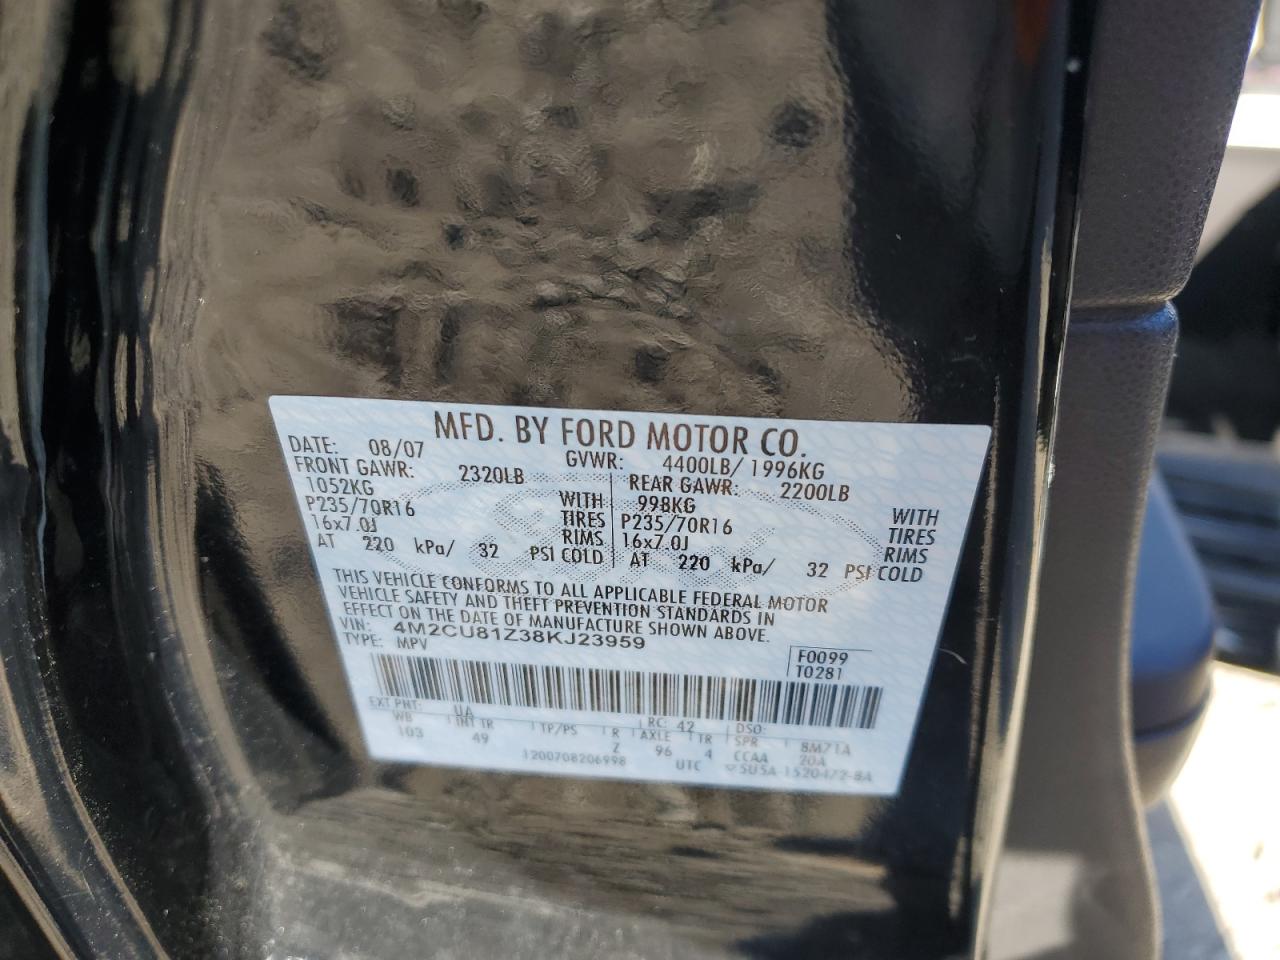 MFD. BY FORD MOTOR CO.
DATE: 08/07 GVWR: 4400LB/ 1996KG
FRONT GAWR: 2320LB REAR GAWR: 2200LB
1052KG WITH 998KG WITH
P235/70R16 TIRES P235/70R16 TIRES
16x7.0J RIMS 16x7.0J RIMS
AT 220 kPa/ 32 PSI COLD AT 220 kPa/ 32 PSI COLD
THIS VEHICLE CONFORMS TO ALL APPLICABLE FEDERAL MOTOR
VEHICLE SAFETY AND THEFT PREVENTION STANDARDS IN
EFFECT ON THE DATE OF MANUFACTURE SHOWN ABOVE.
VIN: 4M2CU81Z38KJ23959
TYPE: MPV
F0099
T0281
EXT PNT: UA RC: 42 DSO:
WB INT TR TP/PS R AXLE TR SPR 8M71A
103 49 Z 96 4 CCAA 20A
1200708206998 UTC